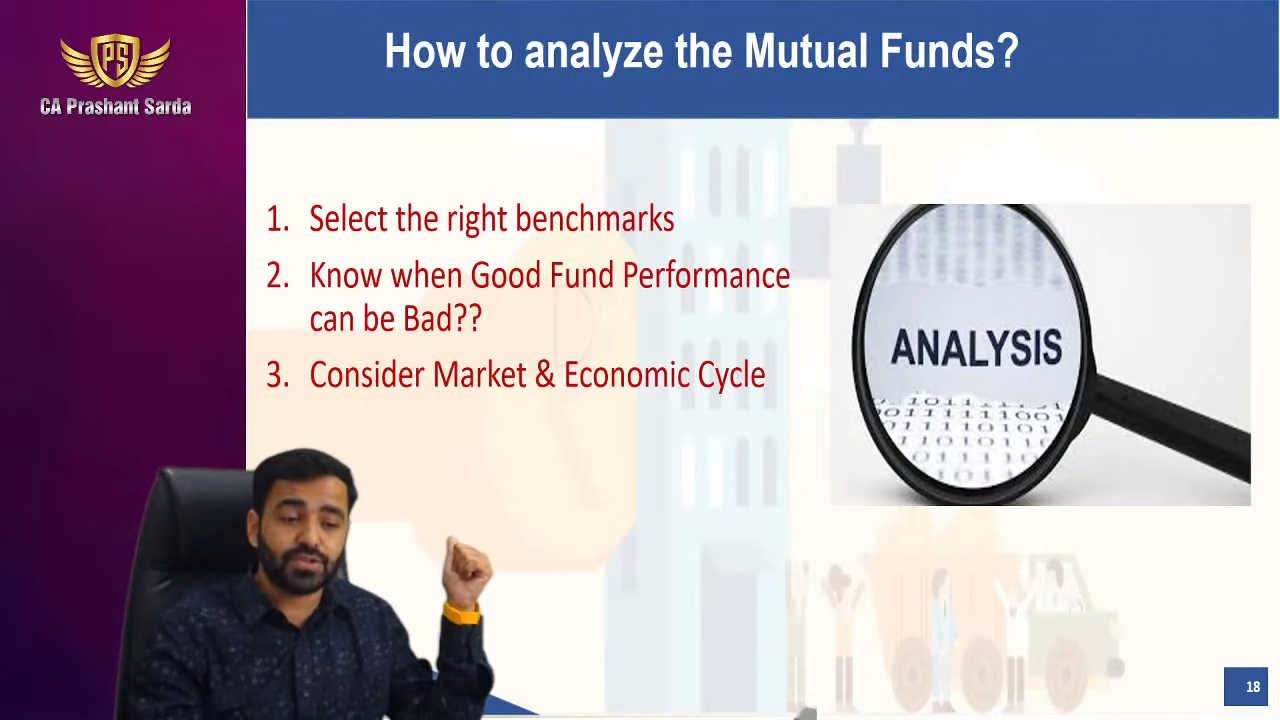 How to analyze the Mutual Funds?
PS
CA Prashant Sarda
1. Select the right benchmarks
2. Know when Good Fund Performance
can be Bad??
3. Consider Market & Economic Cycle
ANALYSIS
18